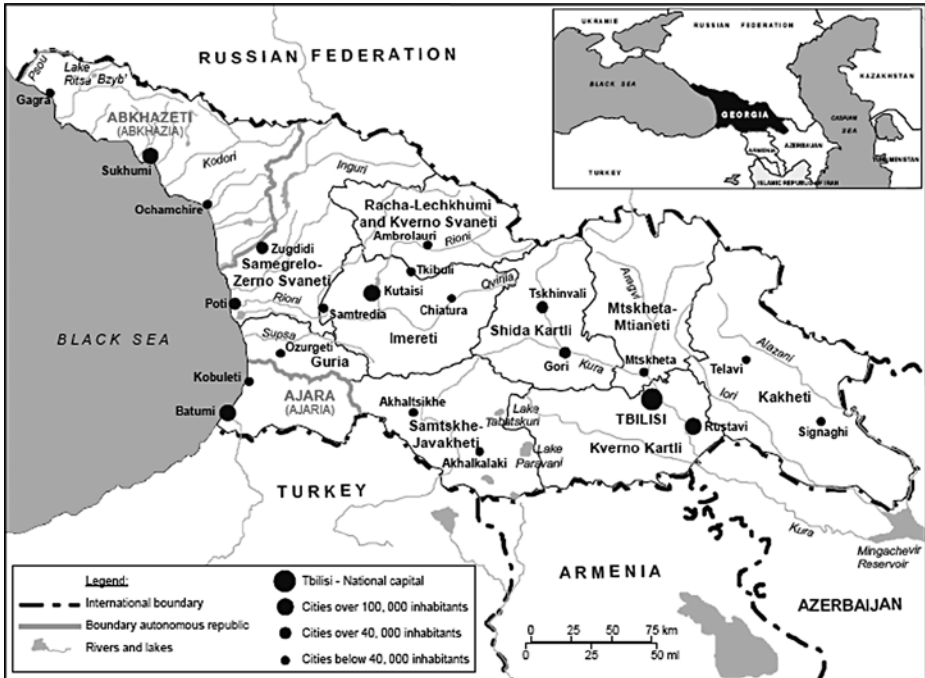 UKRAINE
RUSSIAN FEDERATION
BLACK SEA
KAZAKHSTAN
GEORGIA
CASPIAN
SEA
ARMENIA
AZERBAIJAN
TURKMENISTAN
TURKEY
ISLAMIC REPUBLIC OF IRAN
RUSSIAN FEDERATION
Psou
Lake
Ritsa
Bzyb'
Gagra
ABKHAZETI
(ABKHAZIA)
Sukhumi
Kodori
Inguri
Ochamchire
Racha-Lechkhumi
and Kverno Svaneti
Ambrolauri
Rioni
Zugdidi
Samegrelo-
Zerno Svaneti
Tkibuli
Qvirila
Kutaisi
Chiatura
Aragvi
Poti
Rioni
Samtredia
Imereti
Tskhinvali
Shida Kartli
Mtskheta-
Mtianeti
BLACK SEA
Supsa
Ozurgeti
Guria
Gori
Kura
Mtskheta
Telavi
Alazani
Kobuleti
AJARA
(AJARIA)
Batumi
Akhaltsikhe
Samtskhe-
Javakheti
Lake
Tabatskuri
TBILISI
Rustavi
Iori
Kakheti
Signaghi
Akhalkalaki
Lake
Paravani
Kverno Kartli
TURKEY
Kura
Mingachevir
Reservoir
ARMENIA
AZERBAIJAN
Legend:
International boundary
Boundary autonomous republic
Rivers and lakes
Tbilisi - National capital
Cities over 100,000 inhabitants
Cities over 40,000 inhabitants
Cities below 40,000 inhabitants
0 25 50 75 km
0 25 50 ml